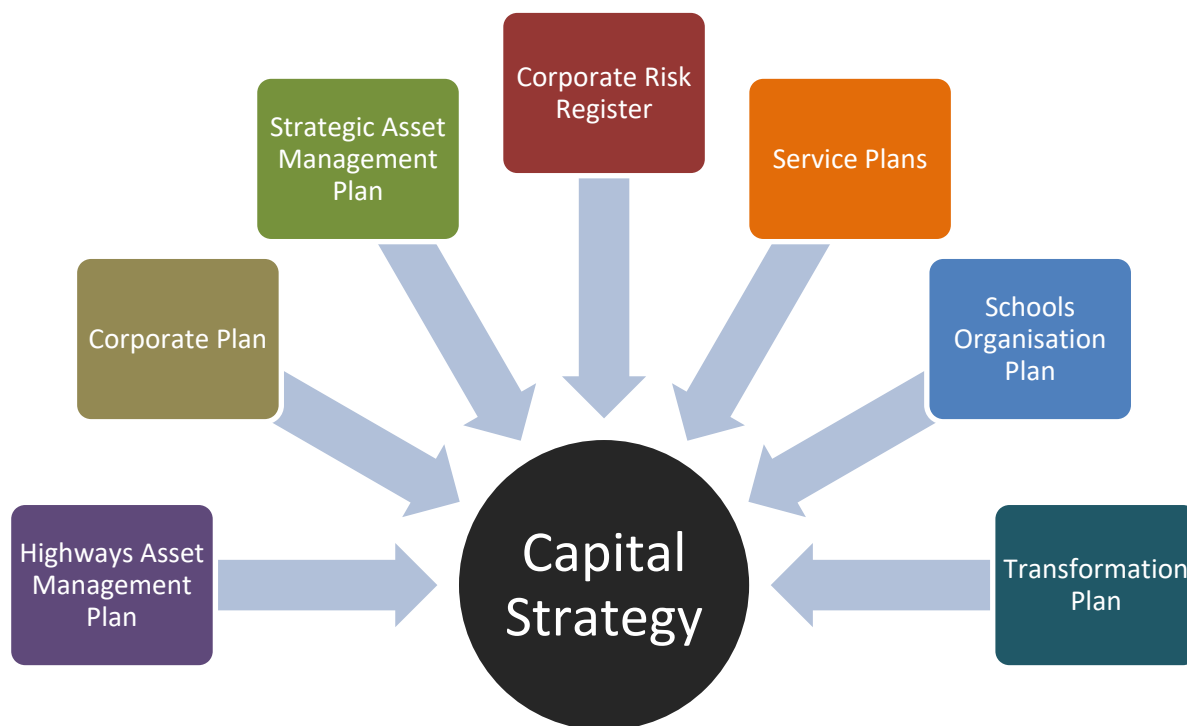 Corporate Risk
Register
Strategic Asset
Management
Plan
Service Plans
Corporate Plan
Schools
Organisation
Plan
Highways Asset
Management
Plan
Capital
Strategy
Transformation
Plan